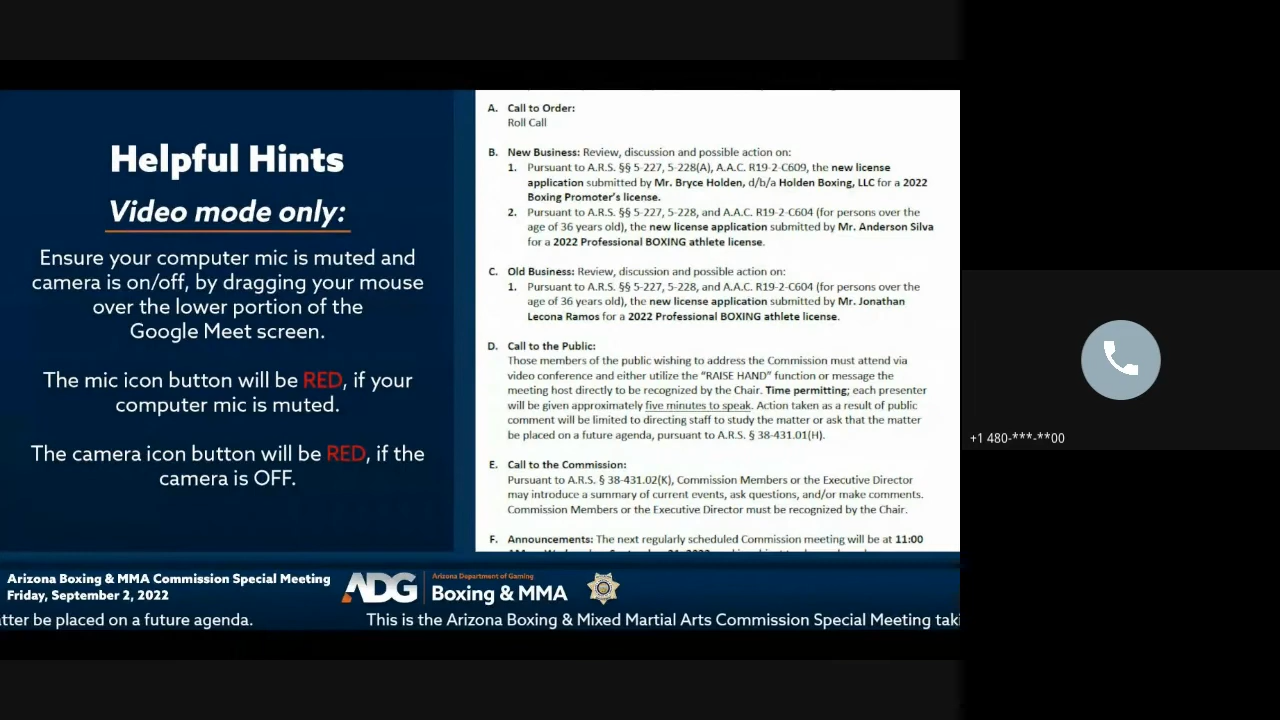 Helpful Hints
Video mode only:
Ensure your computer mic is muted and
camera is on/off, by dragging your mouse
over the lower portion of the
Google Meet screen.
The mic icon button will be RED, if your
computer mic is muted.
The camera icon button will be RED, if the
camera is OFF.
A. Call to Order:
Roll Call
B. New Business: Review, discussion and possible action on:
1. Pursuant to A.R.S. §§ 5-227, 5-228(A), A.A.C. R19-2-C609, the new license
application submitted by Mr. Bryce Holden, d/b/a Holden Boxing, LLC for a 2022
Boxing Promoter's license.
2. Pursuant to A.R.S. §§ 5-227, 5-228, and A.A.C. R19-2-C604 (for persons over the
age of 36 years old), the new license application submitted by Mr. Anderson Silva
for a 2022 Professional BOXING athlete license.
C. Old Business: Review, discussion and possible action on:
1. Pursuant to A.R.S. §§ 5-227, 5-228, and A.A.C. R19-2-C604 (for persons over the
age of 36 years old), the new license application submitted by Mr. Jonathan
Lecona Ramos for a 2022 Professional BOXING athlete license.
D. Call to the Public:
Those members of the public wishing to address the Commission must attend via
video conference and either utilize the “RAISE HAND” function or message the
meeting host directly to be recognized by the Chair. Time permitting; each presenter
will be given approximately five minutes to speak. Action taken as a result of public
comment will be limited to directing staff to study the matter or ask that the matter
be placed on a future agenda, pursuant to A.R.S. § 38-431.01(H).
E. Call to the Commission:
Pursuant to A.R.S. § 38-431.02(K), Commission Members or the Executive Director
may introduce a summary of current events, ask questions, and/or make comments.
Commission Members or the Executive Director must be recognized by the Chair.
F. Announcements: The next regularly scheduled Commission meeting will be at 11:00
+1 480-***-**00
Arizona Boxing & MMA Commission Special Meeting
Friday, September 2, 2022
ADG
Arizona Department of Gaming
Boxing & MMA
tter be placed on a future agenda. This is the Arizona Boxing & Mixed Martial Arts Commission Special Meeting taki